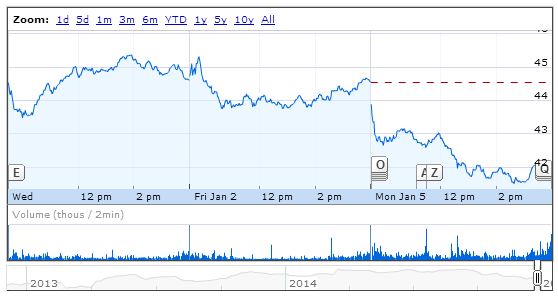 Zoom: 1d 5d 1m 3m 6m YTD 1y 5y 10y All
45
44
43
42
E
O
A Z
Q
Wed 12 pm 2 pm Fri Jan 2 12 pm 2 pm Mon Jan 5 12 pm 2 pm
Volume (thous / 2min)
2013 2014